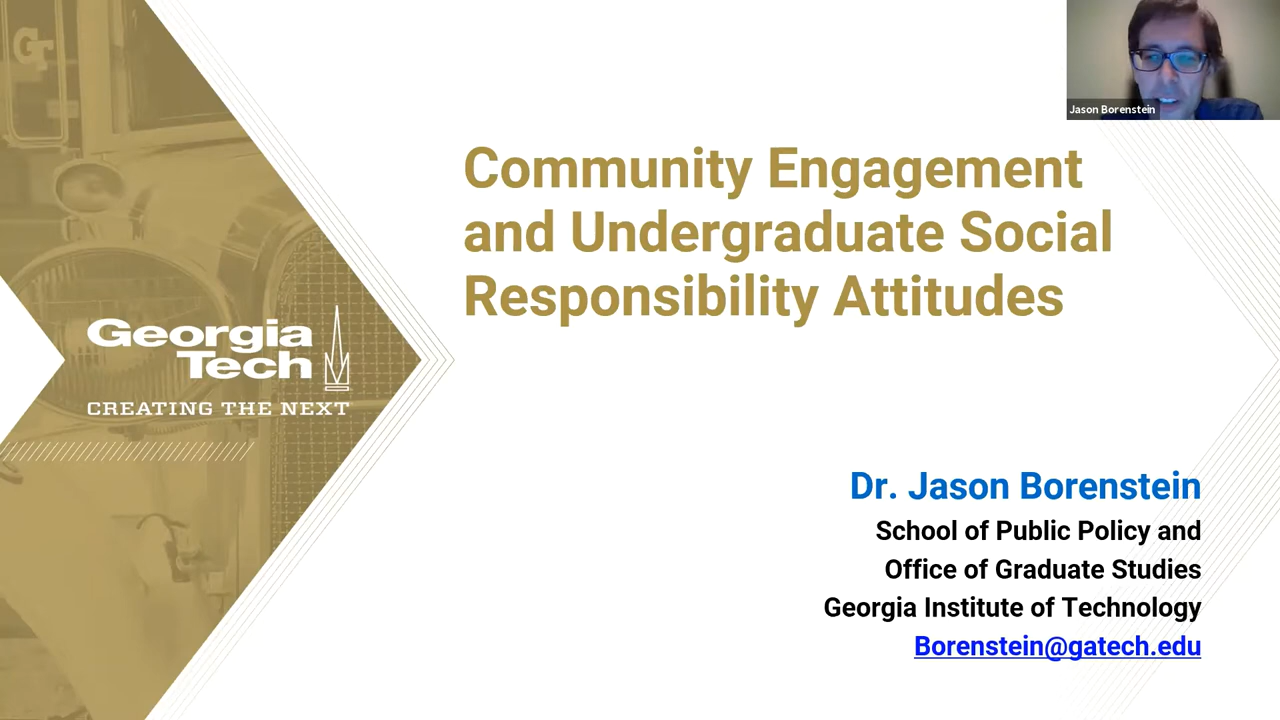 Jason Borenstein
Community Engagement
and Undergraduate Social
Responsibility Attitudes
GT
Georgia
Tech
CREATING THE NEXT
Dr. Jason Borenstein
School of Public Policy and
Office of Graduate Studies
Georgia Institute of Technology
Borenstein@gatech.edu